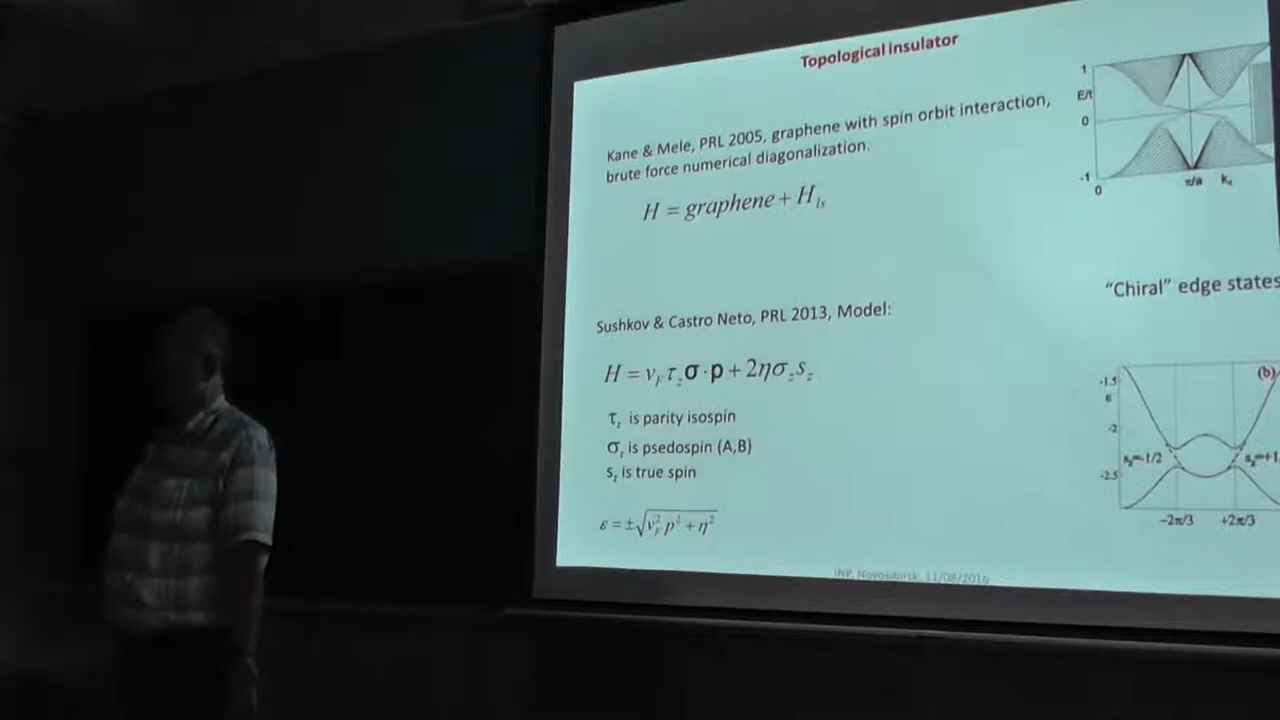 Topological insulator
Kane & Mele, PRL 2005, graphene with spin orbit interaction,
brute force numerical diagonalization.
H = graphene + H_ls
1
E/t
0
-1
0
π/a
kₓ
"Chiral" edge states
Sushkov & Castro Neto, PRL 2013, Model:
H = v_F τ_z σ · p + 2ησ_z s_z
τ_z is parity isospin
σ_z is psedospin (A,B)
s_z is true spin
ε = ±√(v_F² p² + η²)
(b)
-1.5
ε
-2
-2.5
s_z=-1/2
s_z=+1
-2π/3
+2π/3
INP, Novosibirsk, 11/08/2016